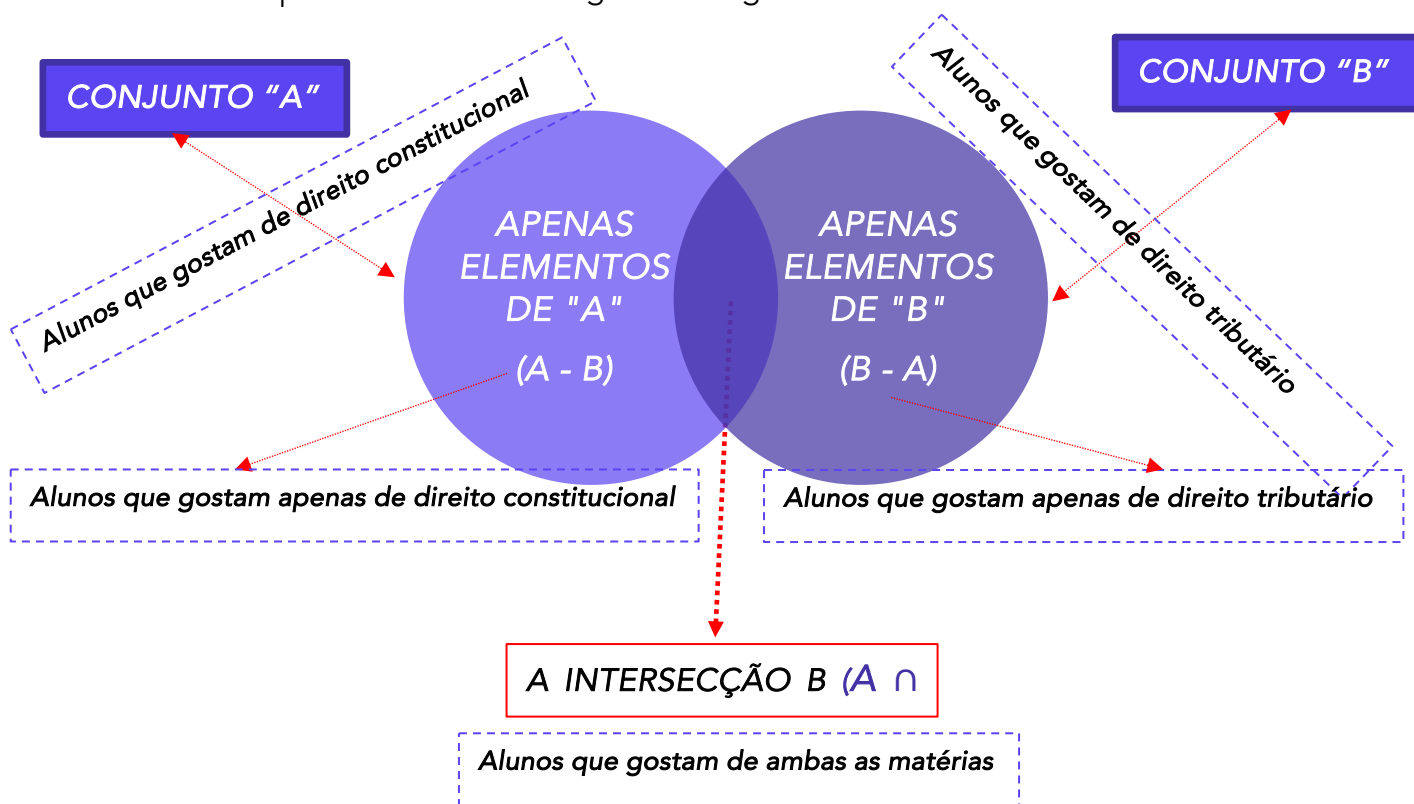 CONJUNTO “A”
CONJUNTO “B”
Alunos que gostam de direito constitucional
Alunos que gostam de direito tributário
APENAS
ELEMENTOS
DE "A"
(A - B)
APENAS
ELEMENTOS
DE "B"
(B - A)
Alunos que gostam apenas de direito constitucional
Alunos que gostam apenas de direito tributário
A INTERSECÇÃO B (A ∩
Alunos que gostam de ambas as matérias